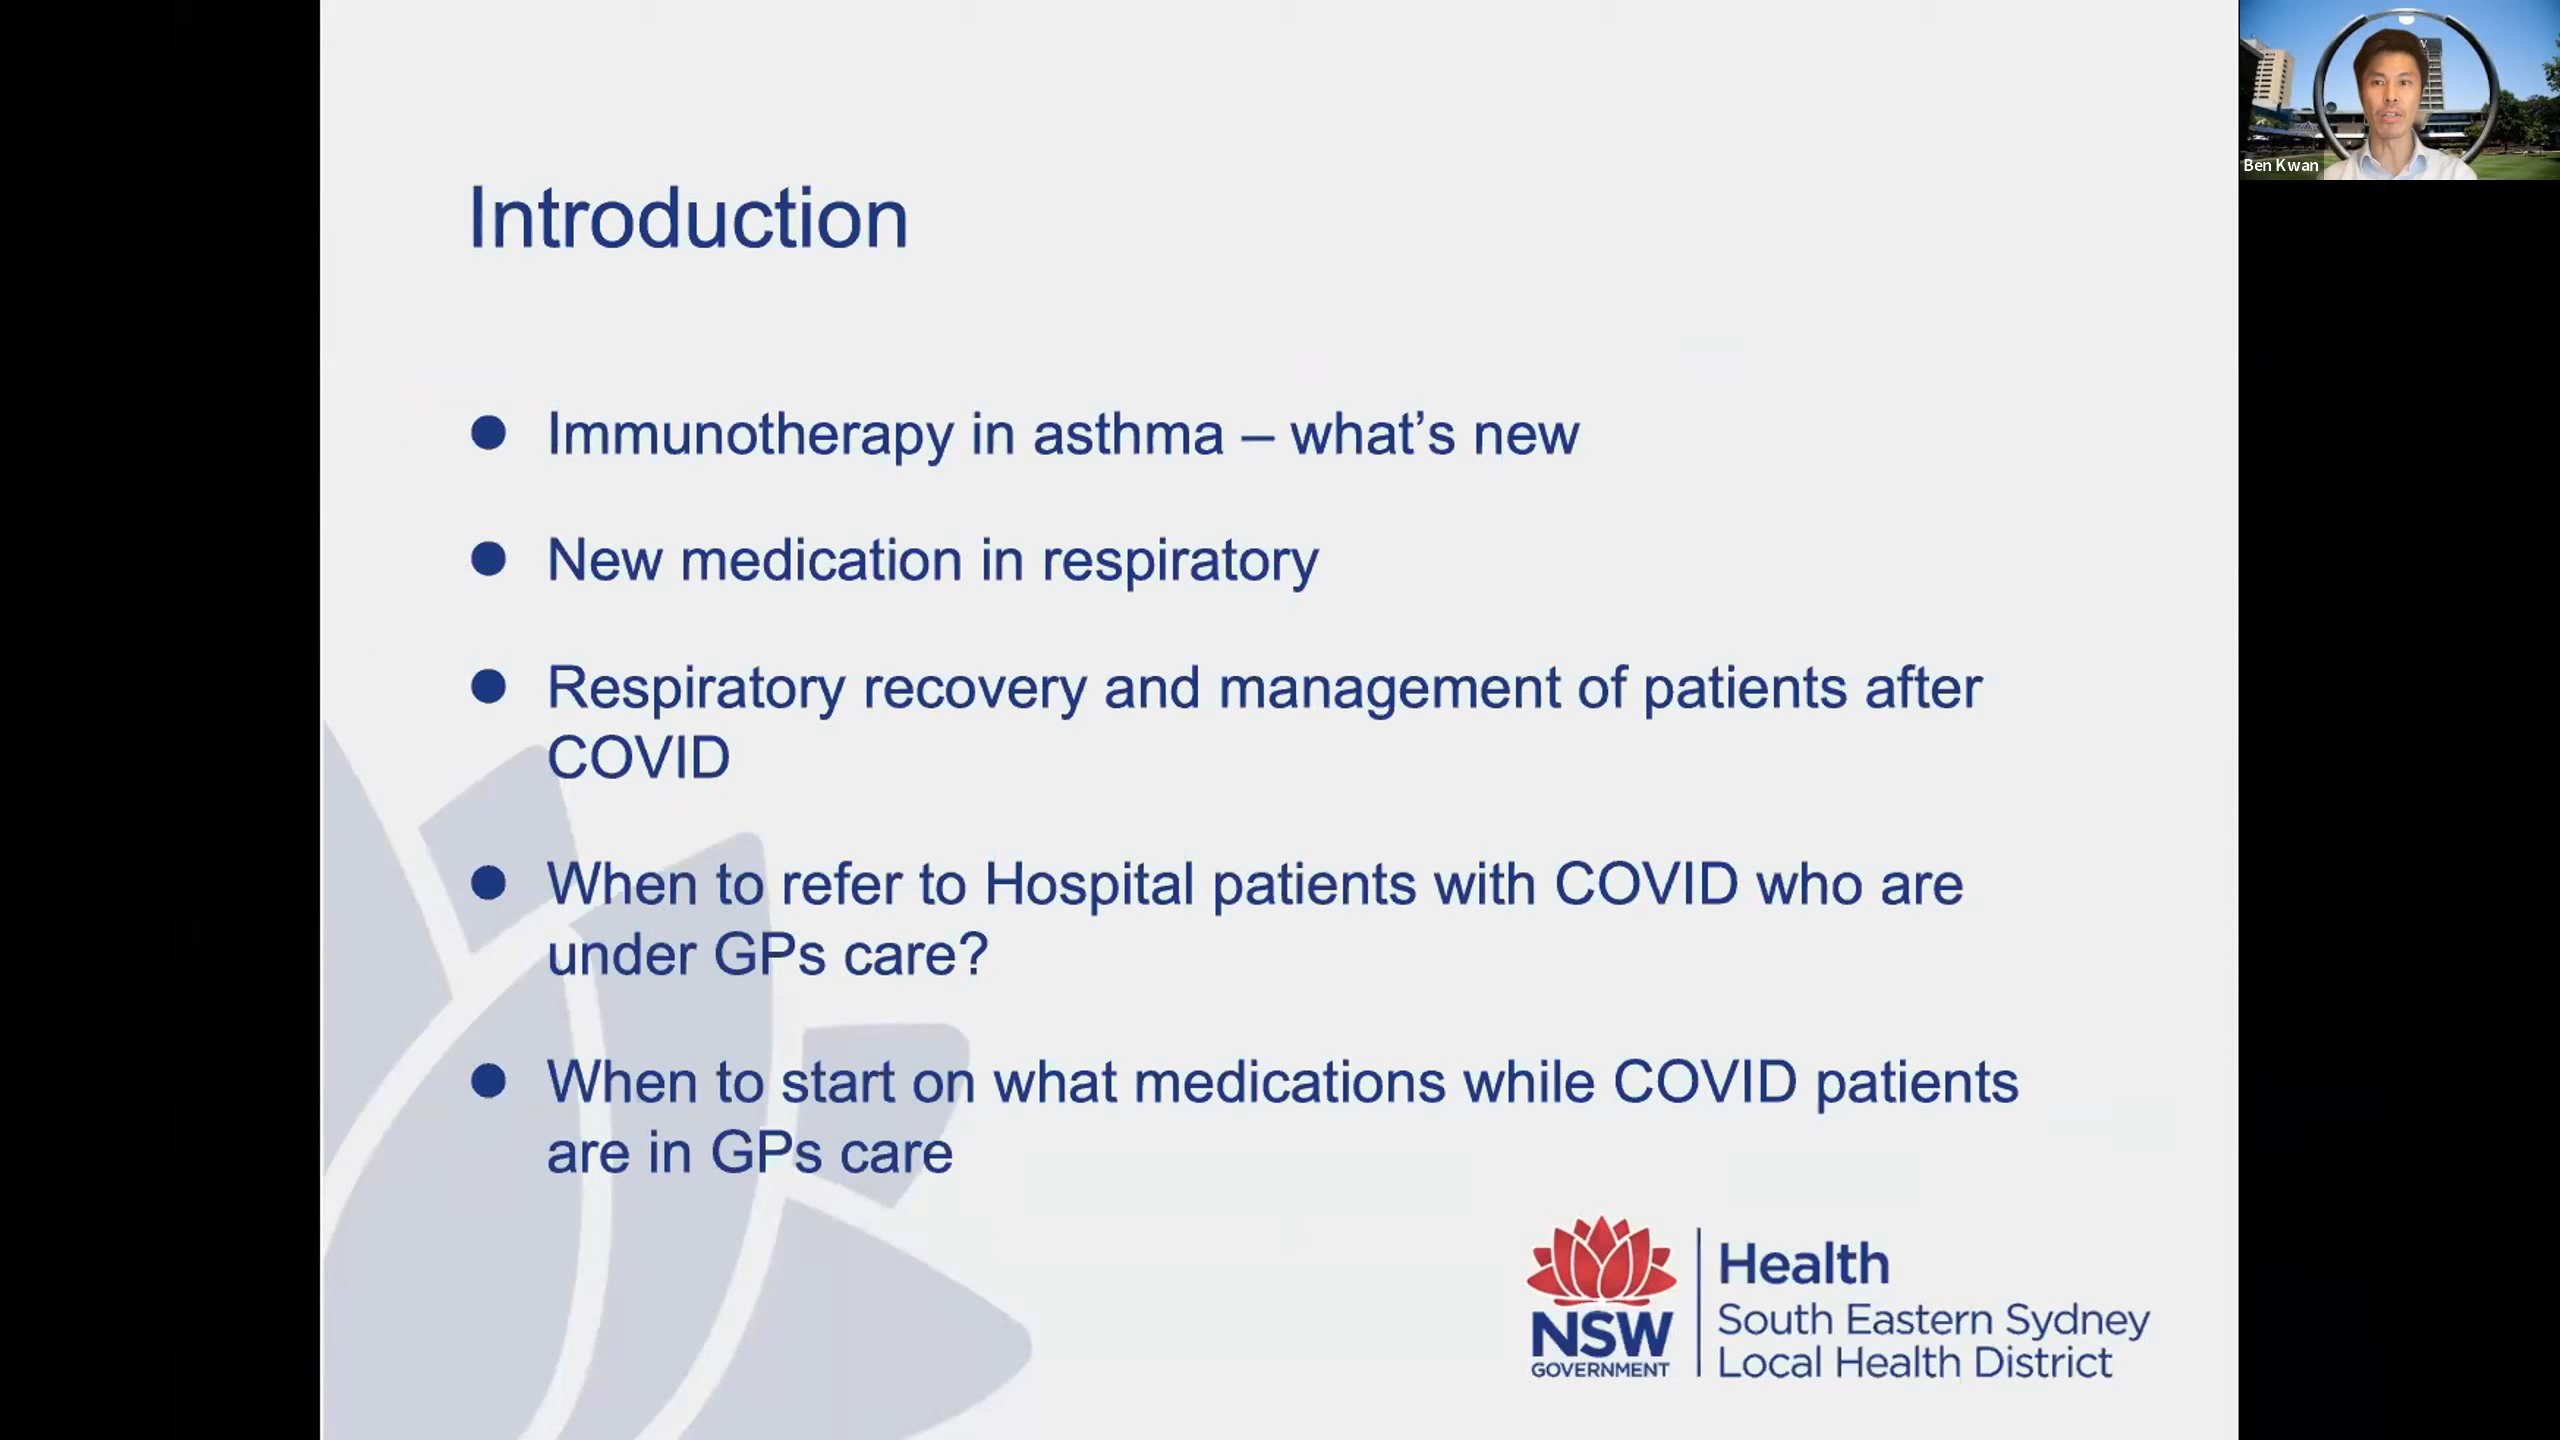 Introduction
Immunotherapy in asthma – what’s new
New medication in respiratory
Respiratory recovery and management of patients after
COVID
When to refer to Hospital patients with COVID who are
under GPs care?
When to start on what medications while COVID patients
are in GPs care
NSW
GOVERNMENT
Health
South Eastern Sydney
Local Health District
Ben Kwan